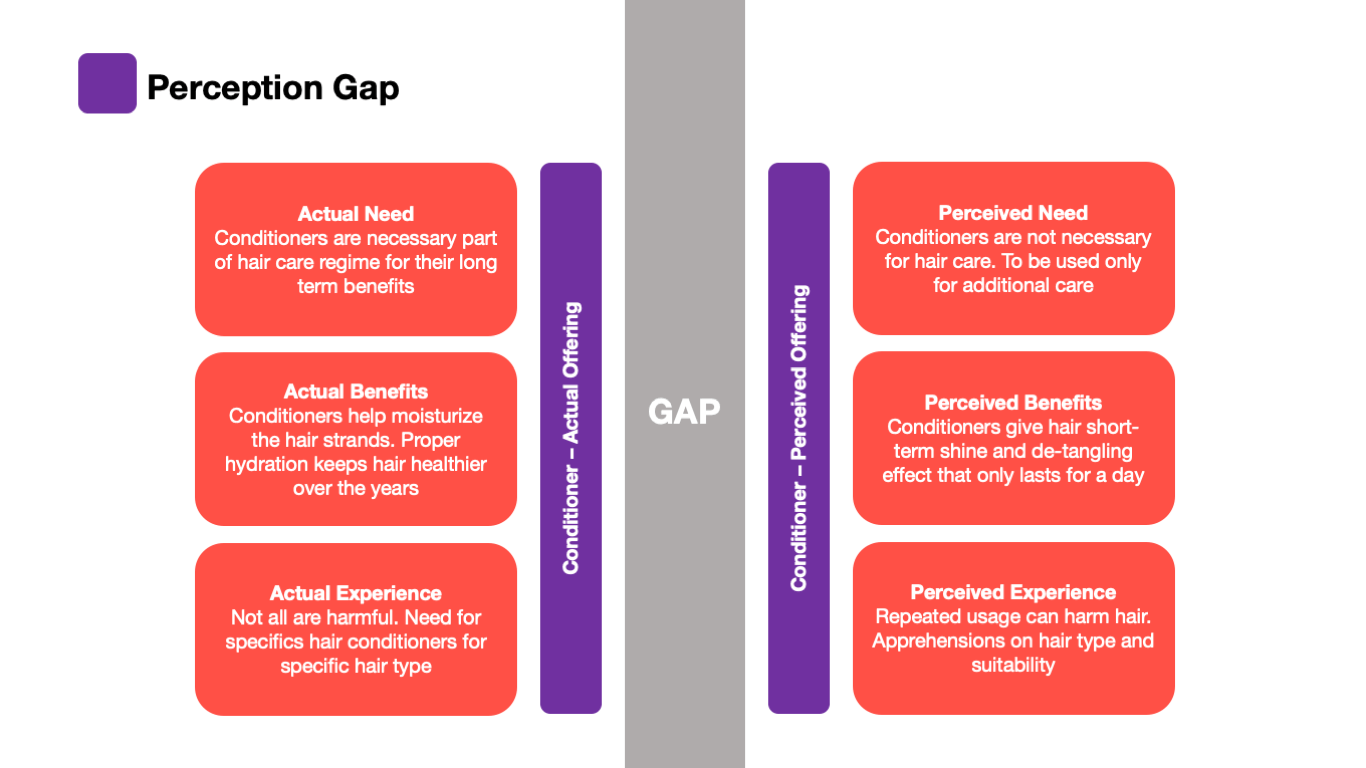 Perception Gap
Actual Need
Conditioners are necessary part
of hair care regime for their long
term benefits
Actual Benefits
Conditioners help moisturize
the hair strands. Proper
hydration keeps hair healthier
over the years
Actual Experience
Not all are harmful. Need for
specifics hair conditioners for
specific hair type
Conditioner – Actual Offering
GAP
Conditioner – Perceived Offering
Perceived Need
Conditioners are not necessary
for hair care. To be used only
for additional care
Perceived Benefits
Conditioners give hair short-
term shine and de-tangling
effect that only lasts for a day
Perceived Experience
Repeated usage can harm hair.
Apprehensions on hair type and
suitability